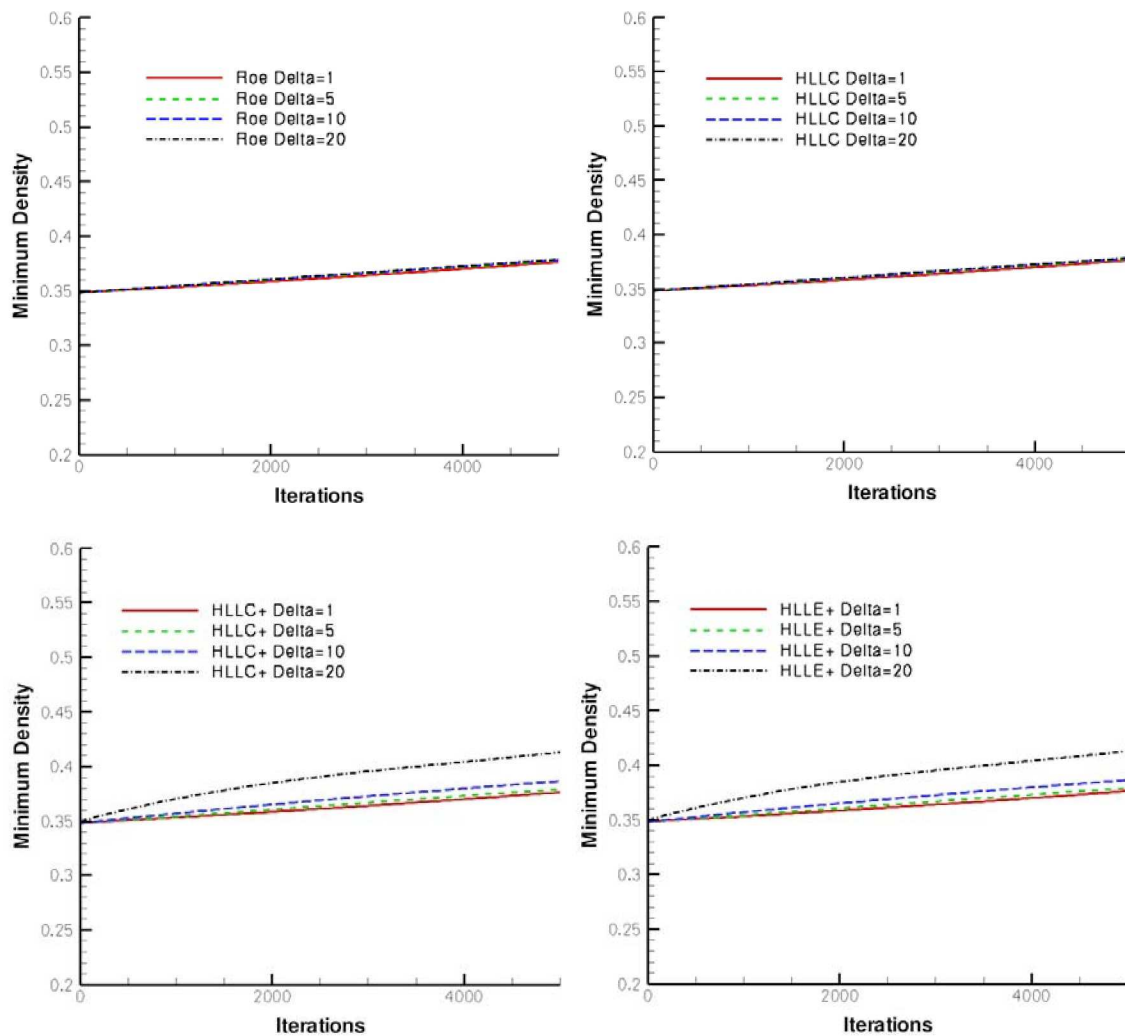 0.6
0.55
0.5
0.45
0.4
0.35
0.3
0.25
0.2
Minimum Density
Roe Delta=1
Roe Delta=5
Roe Delta=10
Roe Delta=20
0
2000
4000
Iterations
0.6
0.55
0.5
0.45
0.4
0.35
0.3
0.25
0.2
Minimum Density
HLLC Delta=1
HLLC Delta=5
HLLC Delta=10
HLLC Delta=20
0
2000
4000
Iterations
0.6
0.55
0.5
0.45
0.4
0.35
0.3
0.25
0.2
Minimum Density
HLLC+ Delta=1
HLLC+ Delta=5
HLLC+ Delta=10
HLLC+ Delta=20
0
2000
4000
Iterations
0.6
0.55
0.5
0.45
0.4
0.35
0.3
0.25
0.2
Minimum Density
HLLE+ Delta=1
HLLE+ Delta=5
HLLE+ Delta=10
HLLE+ Delta=20
0
2000
4000
Iterations